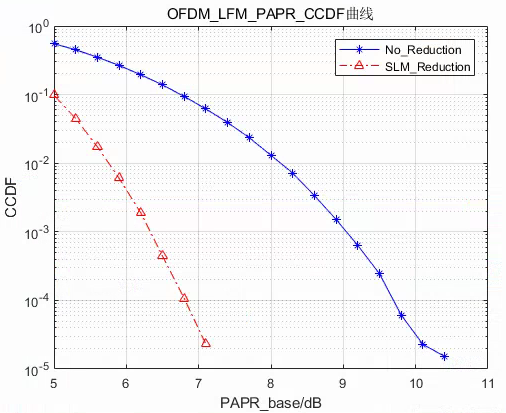 OFDM_LFM_PAPR_CCDF曲线
No_Reduction
SLM_Reduction
CCDF
10^0
10^-1
10^-2
10^-3
10^-4
10^-5
5 6 7 8 9 10 11
PAPR_base/dB